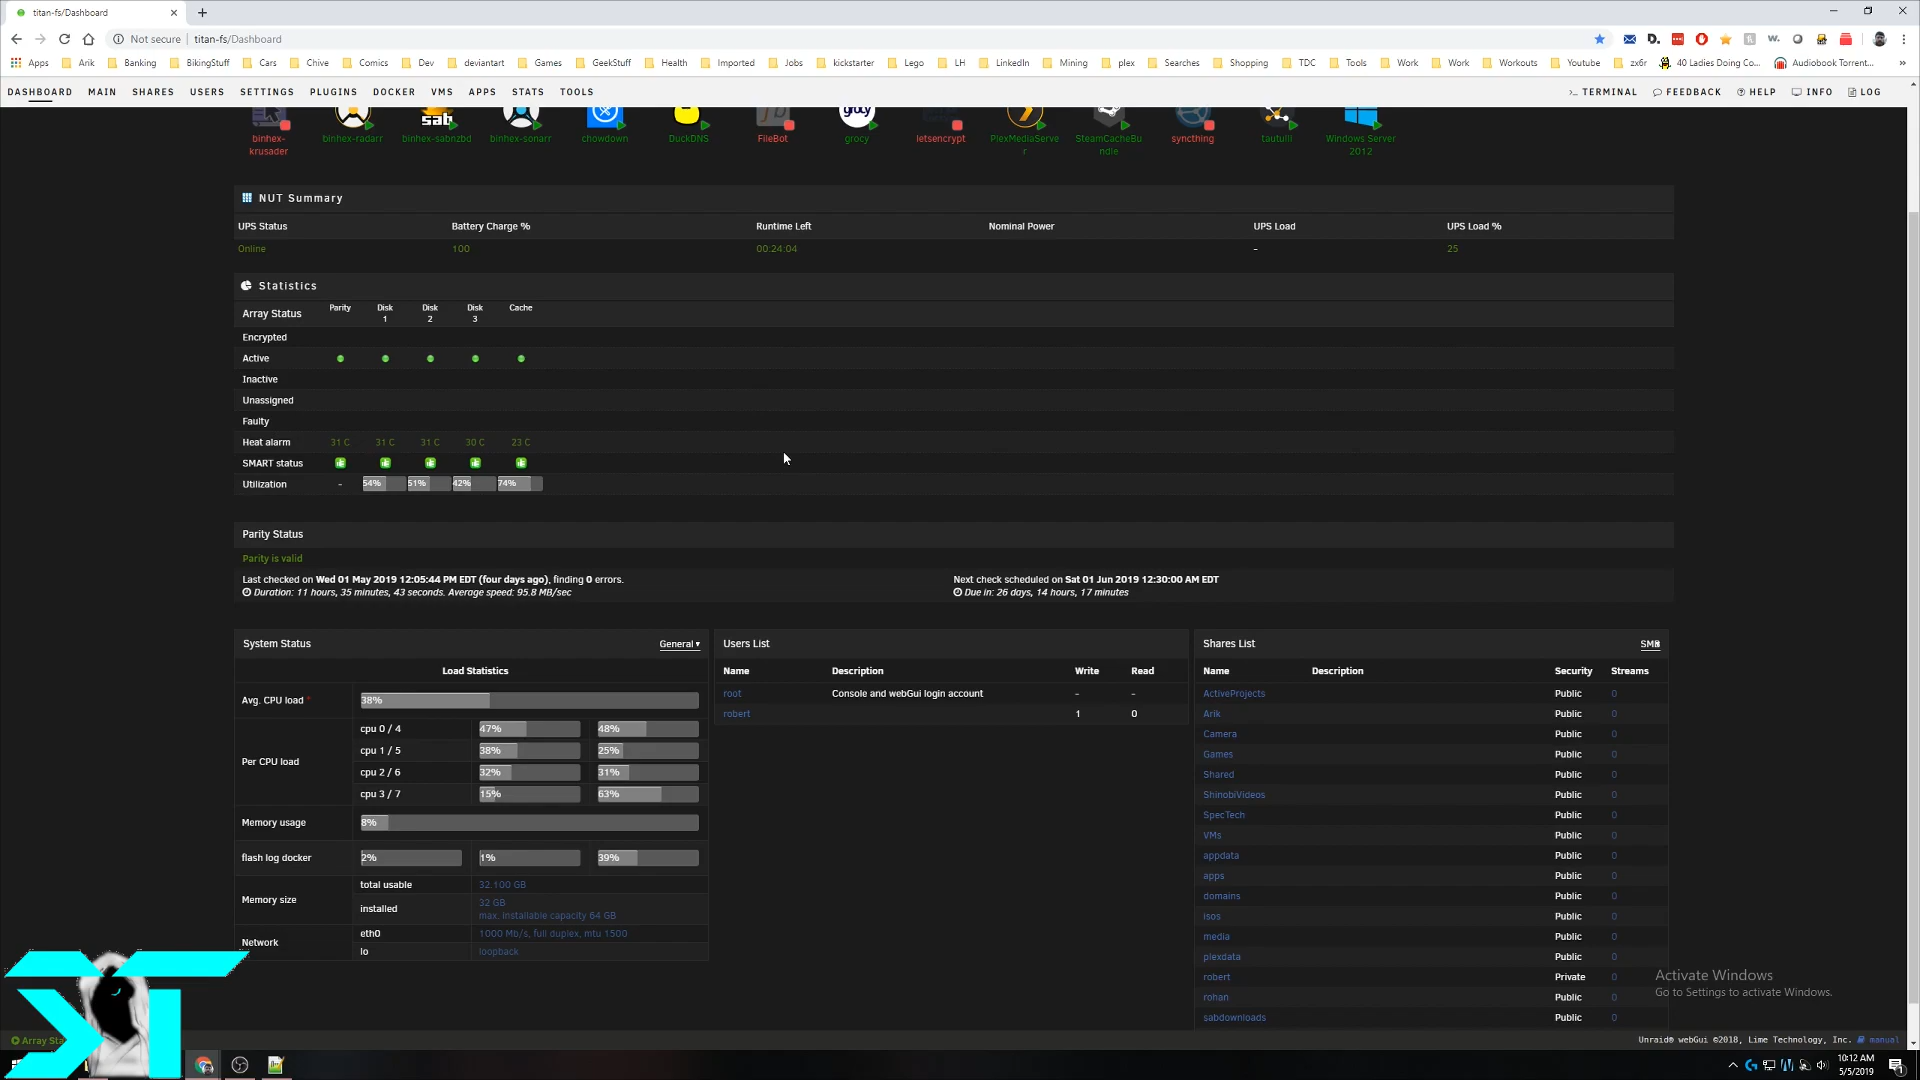 titan-fs/Dashboard
Not secure titan-fs/Dashboard
Apps Arik Banking BikingStuff Cars Chive Comics Dev deviantart Games GeekStuff Health Imported Jobs kickstarter Lego LH LinkedIn Mining plex Searches Shopping TDC Tools Work Work Workouts Youtube zx6r 40 Ladies Doing Co... Audiobook Torrent... »
DASHBOARD MAIN SHARES USERS SETTINGS PLUGINS DOCKER VMS APPS STATS TOOLS TERMINAL FEEDBACK HELP INFO LOG
binhex-krusader binhex-radarr binhex-sabnzbd binhex-sonarr chowdown DuckDNS FileBot grocy letsencrypt PlexMediaServer SteamCacheBundle syncthing tautulli Windows Server 2012
NUT Summary
UPS Status Battery Charge % Runtime Left Nominal Power UPS Load UPS Load %
Online 100 00:24:04 - 25
Statistics
Array Status Parity Disk 1 Disk 2 Disk 3 Cache
Encrypted
Active
Inactive
Unassigned
Faulty
Heat alarm 31 C 31 C 31 C 30 C 23 C
SMART status
Utilization - 54% 51% 42% 74%
Parity Status
Parity is valid
Last checked on Wed 01 May 2019 12:05:44 PM EDT (four days ago), finding 0 errors.
Duration: 11 hours, 35 minutes, 43 seconds. Average speed: 95.8 MB/sec
Next check scheduled on Sat 01 Jun 2019 12:30:00 AM EDT
Due in: 26 days, 14 hours, 17 minutes
System Status General
Load Statistics
Avg. CPU load * 38%
Per CPU load
cpu 0 / 4 47% 48%
cpu 1 / 5 38% 25%
cpu 2 / 6 32% 31%
cpu 3 / 7 15% 63%
Memory usage 8%
flash log docker 2% 1% 39%
Memory size
total usable 32.100 GB
installed 32 GB
max. installable capacity 64 GB
Network
eth0 1000 Mb/s, full duplex, mtu 1500
lo loopback
Users List
Name Description Write Read
root Console and webGui login account - -
robert 1 0
Shares List SMB
Name Description Security Streams
ActiveProjects Public 0
Arik Public 0
Camera Public 0
Games Public 0
Shared Public 0
ShinobiVideos Public 0
SpecTech Public 0
VMs Public 0
appdata Public 0
apps Public 0
domains Public 0
isos Public 0
media Public 0
plexdata Public 0
robert Private 0
rohan Public 0
sabdownloads Public 0
Activate Windows
Go to Settings to activate Windows.
Array Sta
Unraid® webGui ©2018, Lime Technology, Inc. manual
10:12 AM
5/5/2019